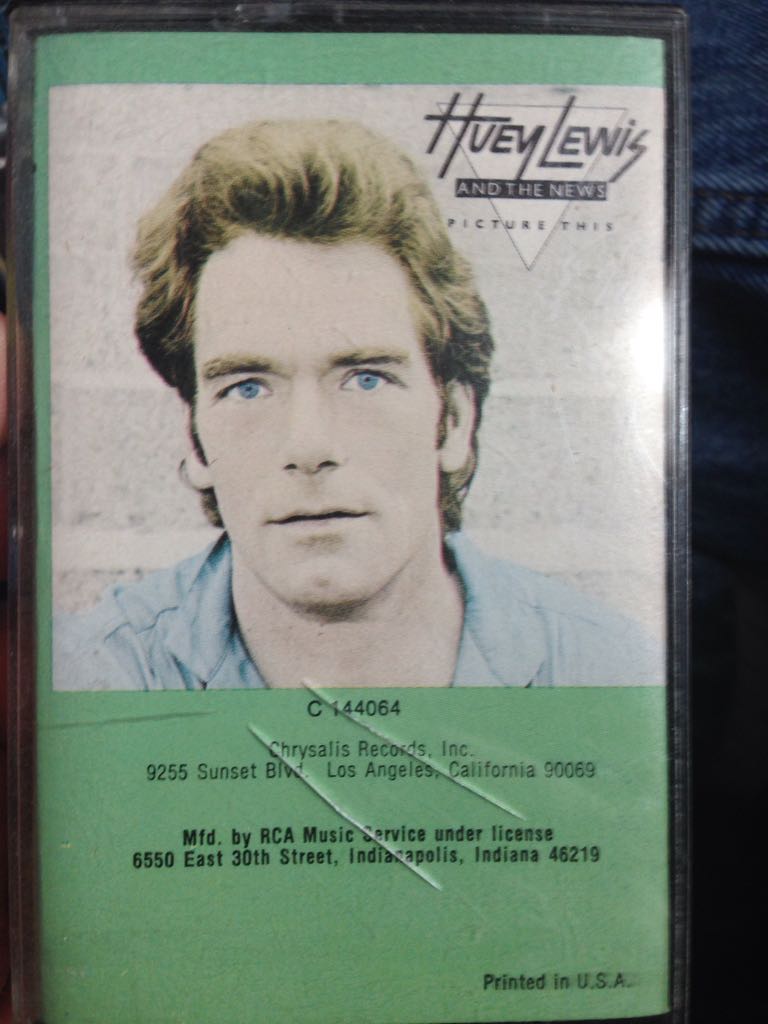 HUEY LEWIS
AND THE NEWS
PICTURE THIS
C 144064
Chrysalis Records, Inc.
9255 Sunset Blvd. Los Angeles, California 90069
Mfd. by RCA Music Service under license
6550 East 30th Street, Indianapolis, Indiana 46219
Printed in U.S.A.